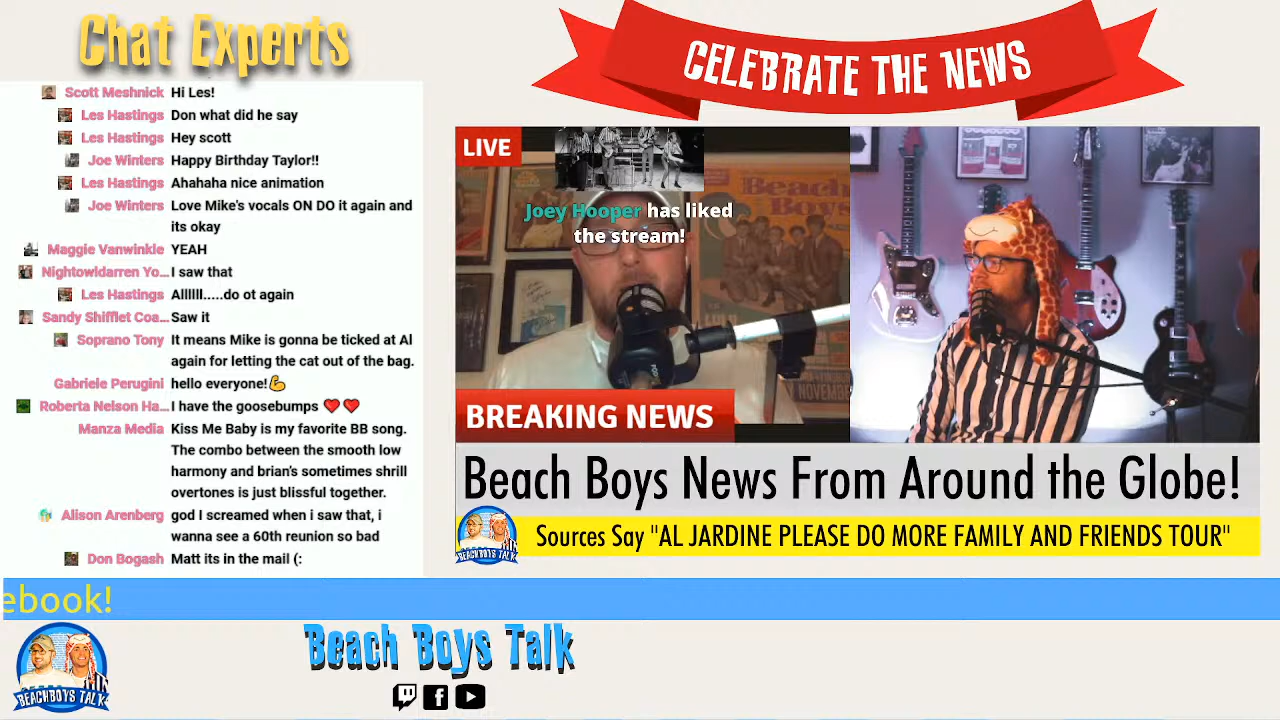 Chat Experts
CELEBRATE THE NEWS
Scott Meshnick Hi Les!
Les Hastings Don what did he say
Les Hastings Hey scott
Joe Winters Happy Birthday Taylor!!
Les Hastings Ahahaha nice animation
Joe Winters Love Mike's vocals ON DO it again and
its okay
Maggie Vanwinkle YEAH
Nightowldarren Yo... I saw that
Les Hastings Allllll.....do ot again
Sandy Shifflet Coa... Saw it
Soprano Tony It means Mike is gonna be ticked at Al
again for letting the cat out of the bag.
Gabriele Perugini hello everyone!💪
Roberta Nelson Ha... I have the goosebumps ❤️ ❤️
Manza Media Kiss Me Baby is my favorite BB song.
The combo between the smooth low
harmony and brian's sometimes shrill
overtones is just blissful together.
Alison Arenberg god I screamed when i saw that, i
wanna see a 60th reunion so bad
Don Bogash Matt its in the mail (:
LIVE
Joey Hooper has liked
the stream!
Beach
Boys
BREAKING NEWS
Beach Boys News From Around the Globe!
BEACHBOYS TALK
Sources Say "AL JARDINE PLEASE DO MORE FAMILY AND FRIENDS TOUR"
ebook!
BEACHBOYS TALK
Beach Boys Talk